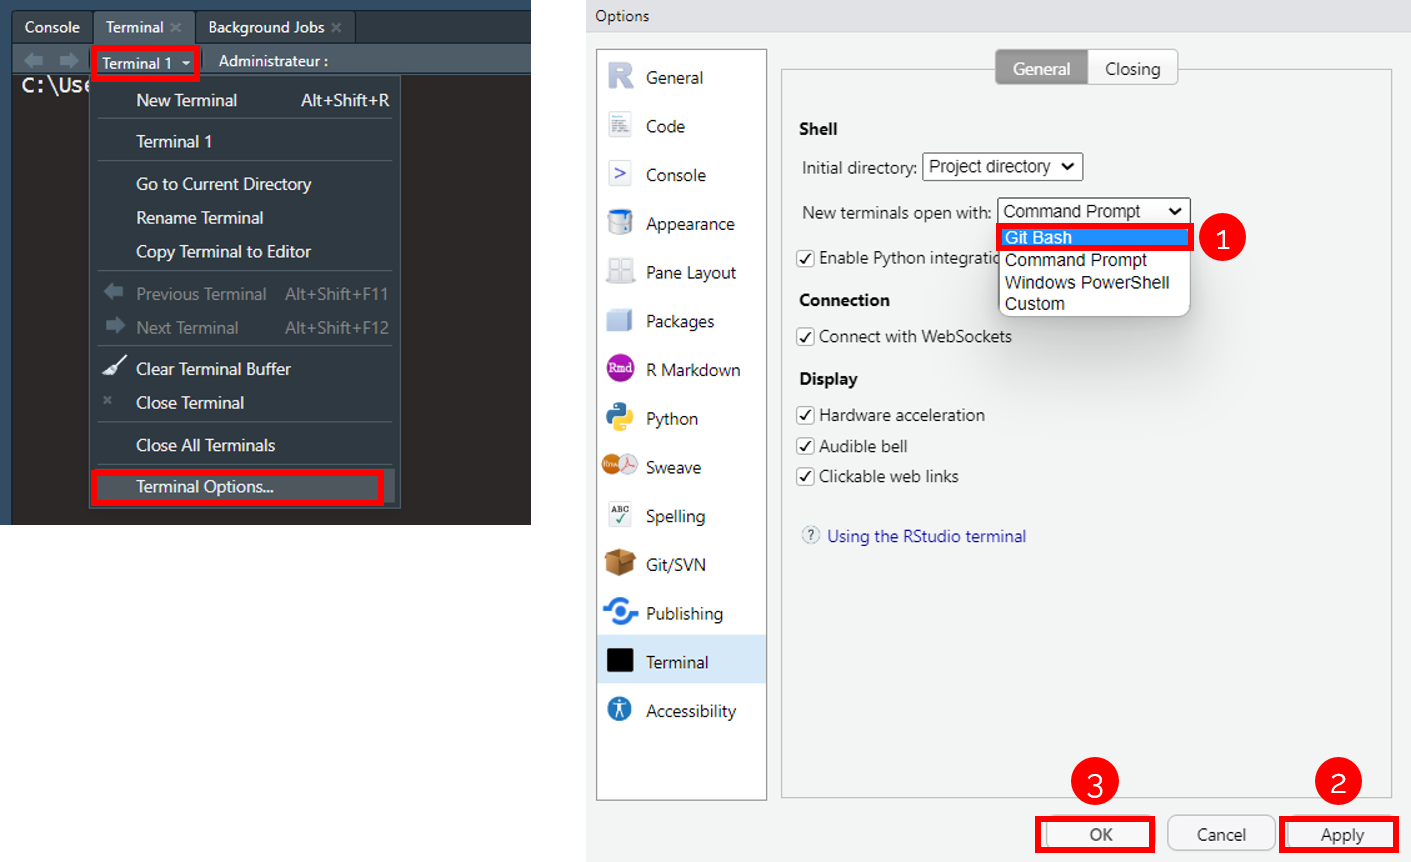 Console Terminal Background Jobs
Terminal 1 Administrateur :
C:\Use
New Terminal Alt+Shift+R
Terminal 1
Go to Current Directory
Rename Terminal
Copy Terminal to Editor
Previous Terminal Alt+Shift+F11
Next Terminal Alt+Shift+F12
Clear Terminal Buffer
Close Terminal
Close All Terminals
Terminal Options...
Options
R General
Code
> Console
Appearance
Pane Layout
Packages
Rmd R Markdown
Python
Rnw Sweave
ABC Spelling
Git/SVN
Publishing
Terminal
Accessibility
General Closing
Shell
Initial directory: Project directory
New terminals open with: Command Prompt
Git Bash 1
Command Prompt
Windows PowerShell
Custom
Enable Python integratio
Connection
Connect with WebSockets
Display
Hardware acceleration
Audible bell
Clickable web links
? Using the RStudio terminal
3 2
OK Cancel Apply